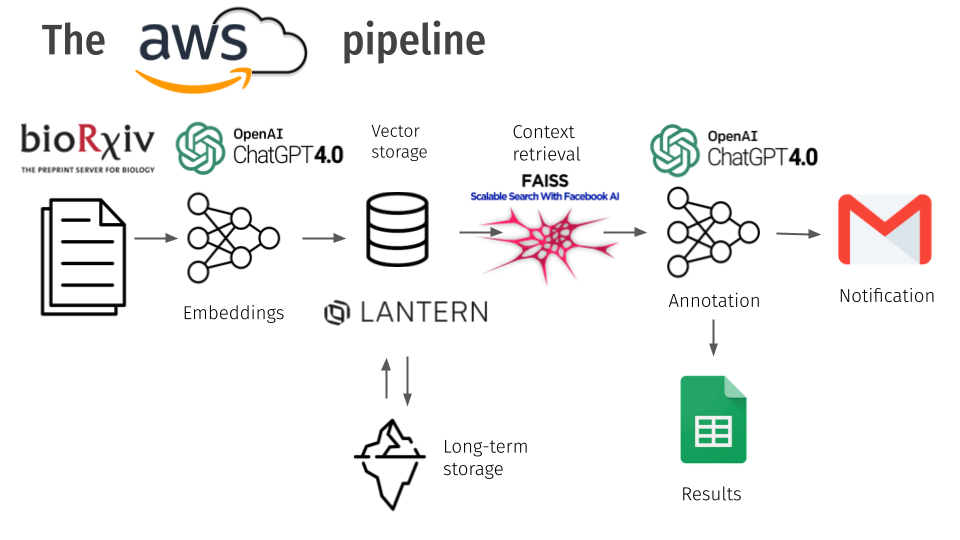 The aws pipeline
bioRxiv
THE PREPRINT SERVER FOR BIOLOGY
OpenAI
ChatGPT4.0
Vector
storage
Context
retrieval
FAISS
Scalable Search With Facebook AI
OpenAI
ChatGPT4.0
Embeddings
LANTERN
Annotation
Notification
Long-term
storage
Results